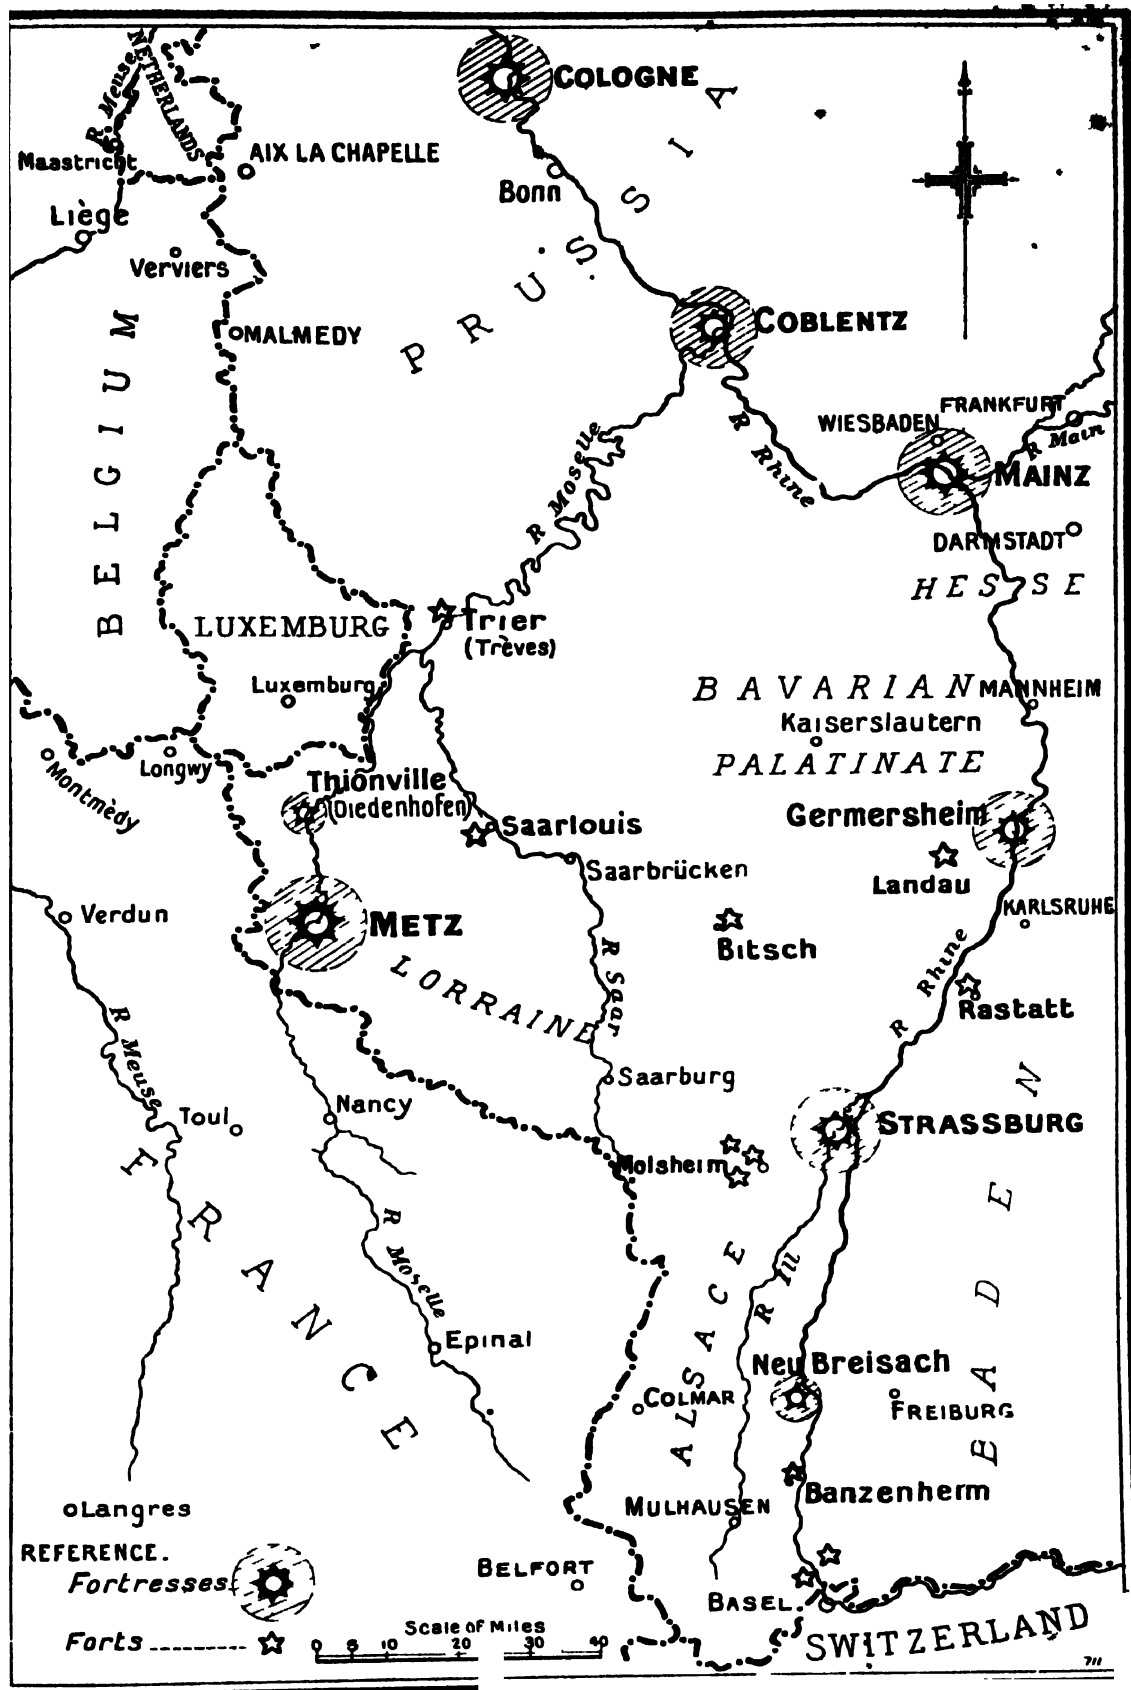 NETHERLANDS
R Meuse
COLOGNE
Maastricht
AIX LA CHAPELLE
Bonn
Liège
Verviers
PRUSSIA
MALMEDY
COBLENTZ
BELGIUM
R Moselle
R Rhine
WIESBADEN
FRANKFURT
R Main
MAINZ
DARMSTADT
HESSE
LUXEMBURG
Trier
(Trèves)
Luxemburg
BAVARIAN
MANNHEIM
Kaiserslautern
PALATINATE
Longwy
Montmèdy
Thionville
(Diedenhofen)
Saarlouis
Germersheim
Saarbrücken
Landau
Verdun
METZ
KARLSRUHE
Bitsch
LORRAINE
R Saar
R Rhine
Rastatt
R Meuse
Saarburg
Toul
Nancy
STRASSBURG
Molsheim
FRANCE
R Moselle
ALSACE
R Ill
BADEN
Epinal
Neu Breisach
COLMAR
FREIBURG
Langres
MULHAUSEN
Banzenherm
REFERENCE.
Fortresses
BELFORT
BASEL.
Forts
Scale of Miles
0 5 10 20 30 40
SWITZERLAND
711